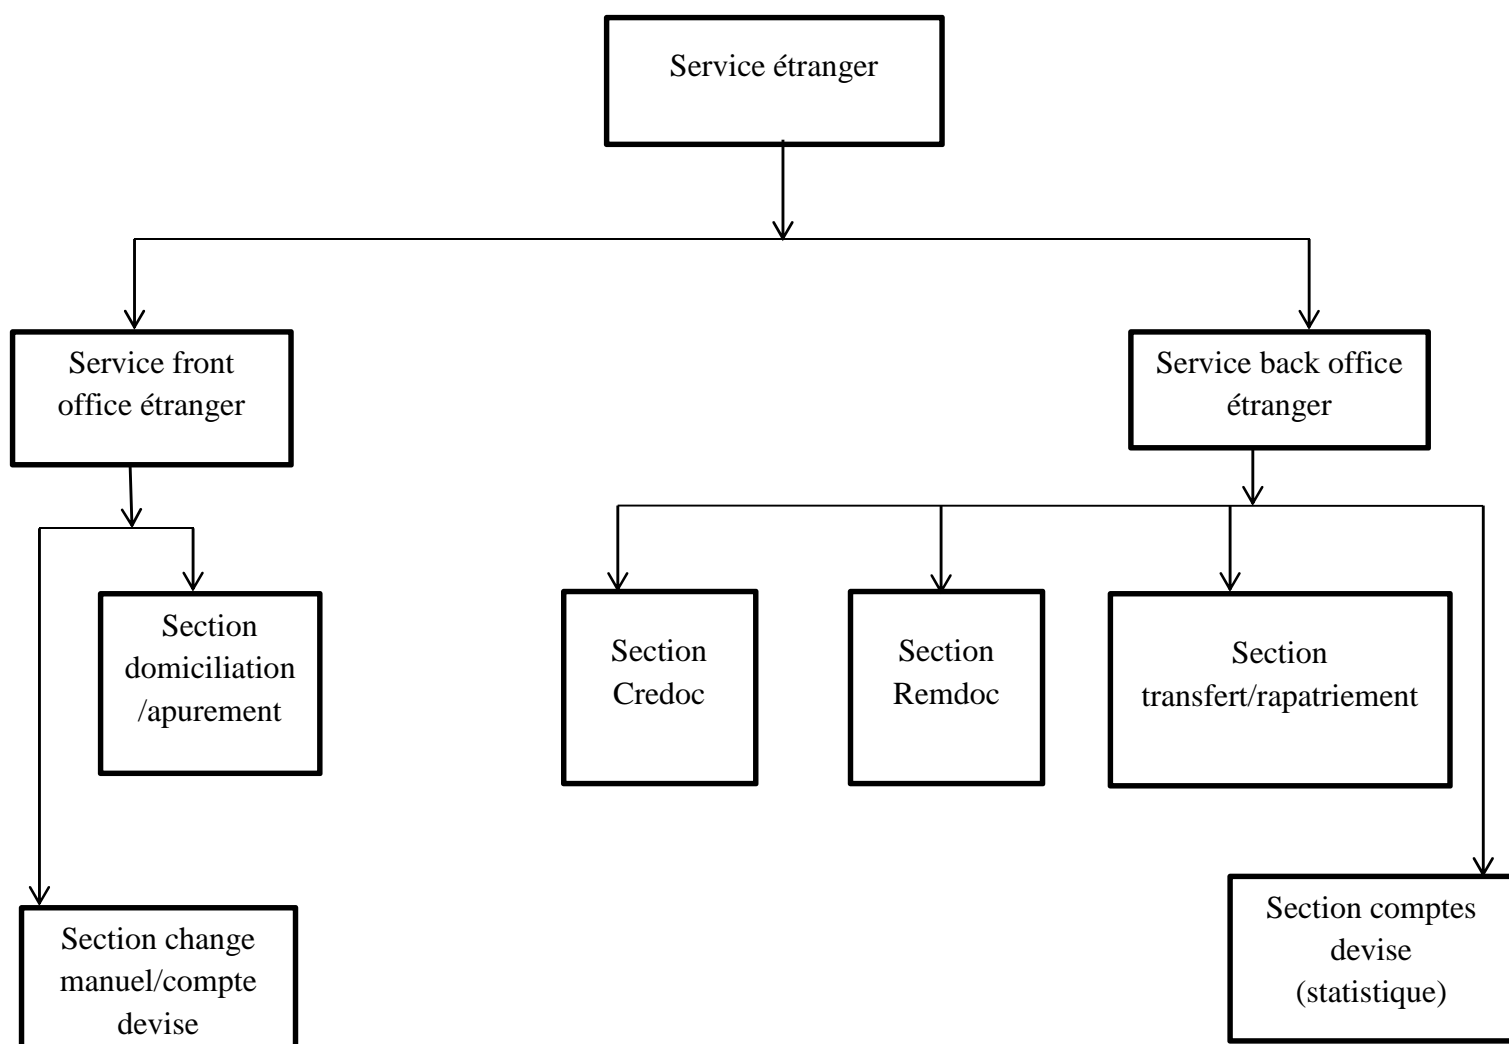 Service étranger
Service front
office étranger
Service back office
étranger
Section
domiciliation
/apurement
Section
Credoc
Section
Remdoc
Section
transfert/rapatriement
Section change
manuel/compte
devise
Section comptes
devise
(statistique)